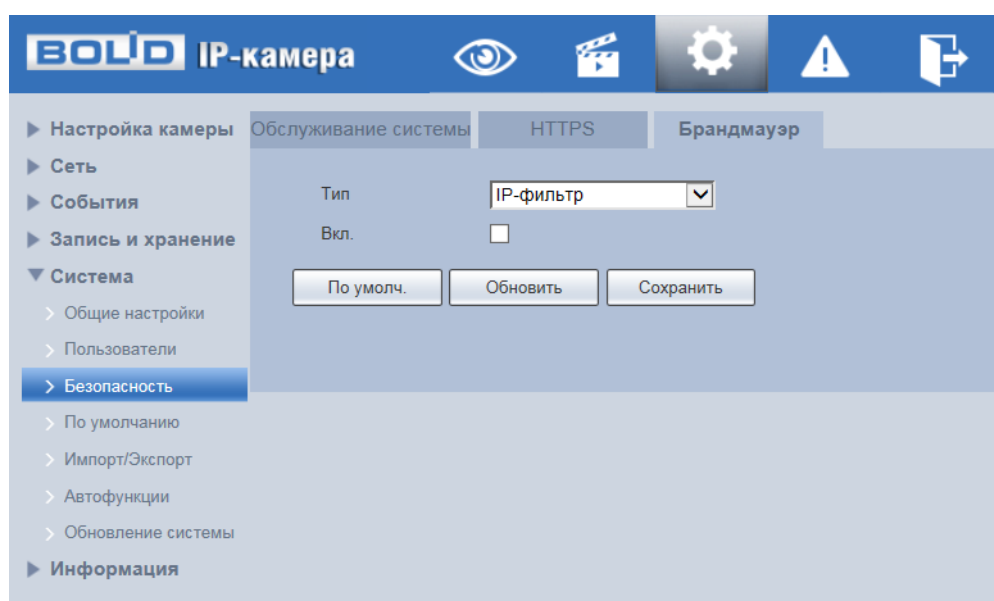 BOLID IP-камера
Настройка камеры
Сеть
События
Запись и хранение
Система
Общие настройки
Пользователи
Безопасность
По умолчанию
Импорт/Экспорт
Автофункции
Обновление системы
Информация
Обслуживание системы HTTPS Брандмауэр
Тип IP-фильтр
Вкл.
По умолч. Обновить Сохранить